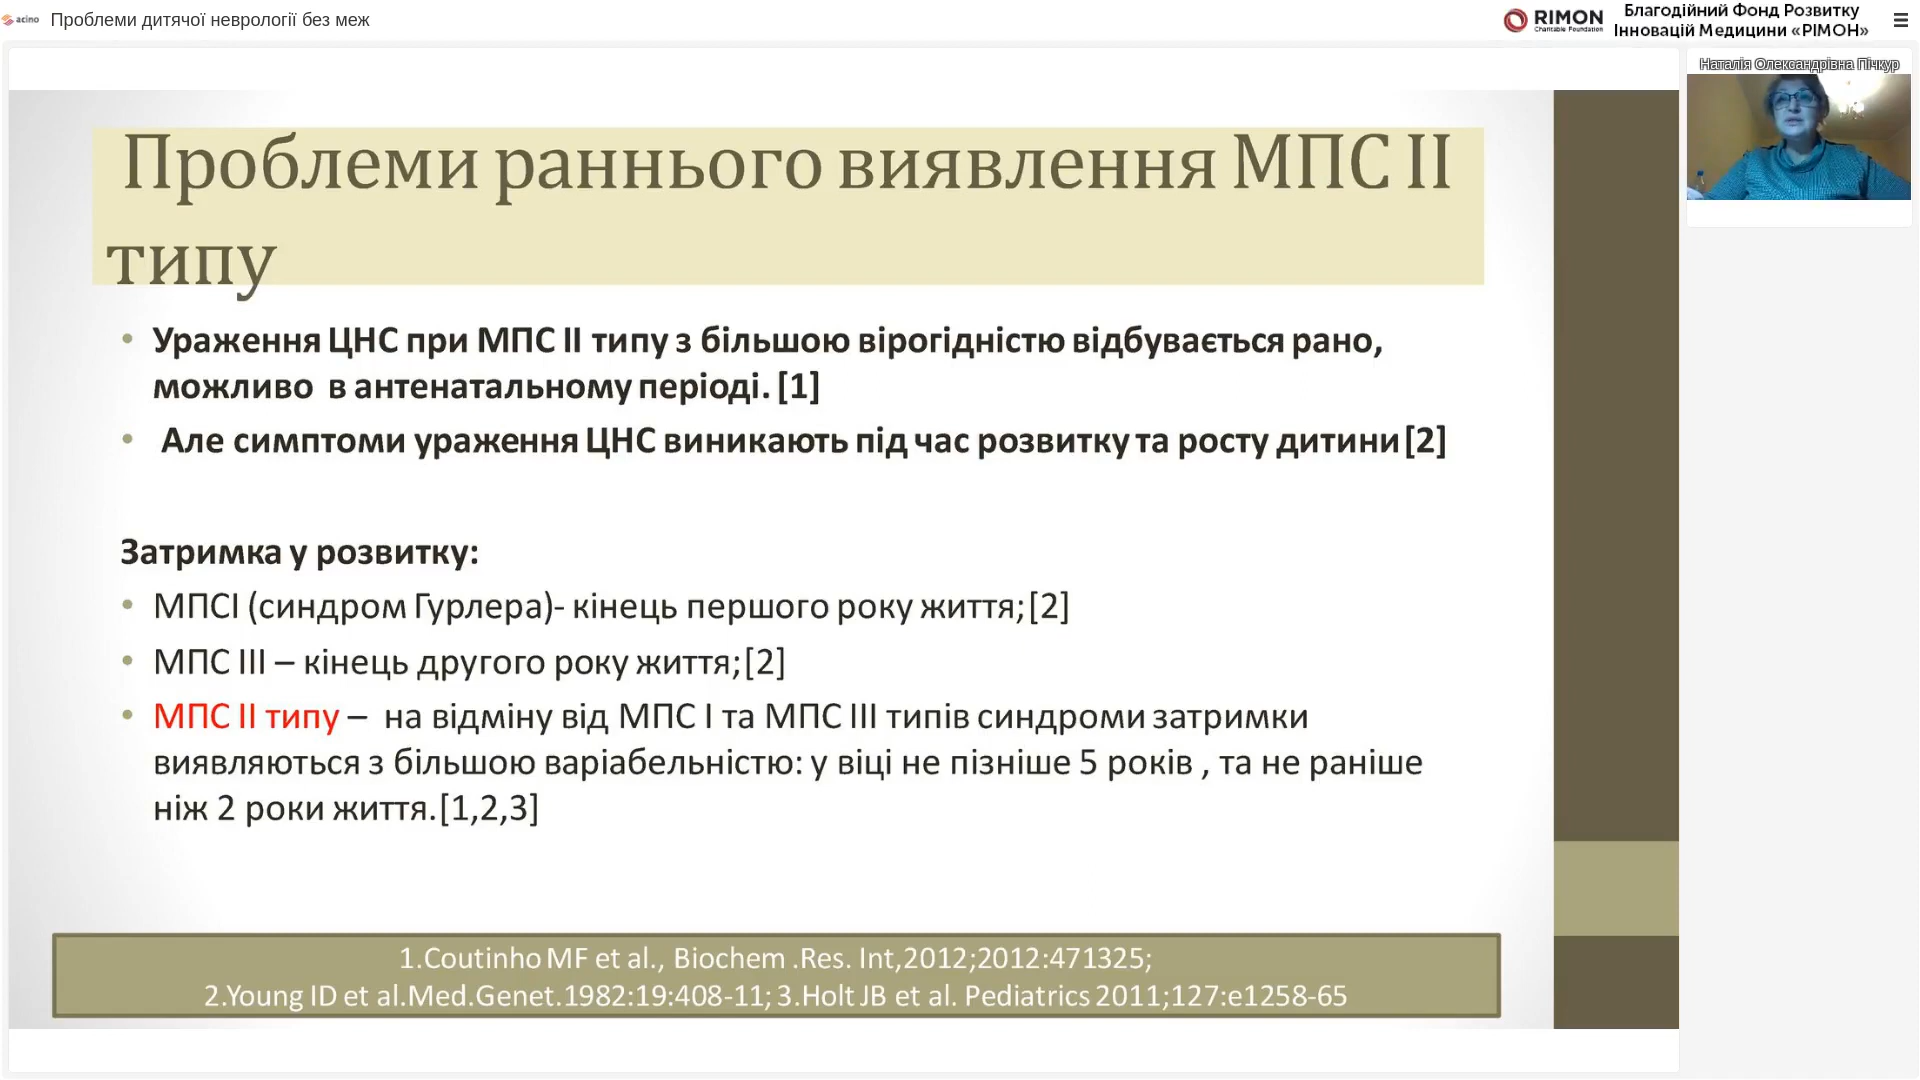 acino Проблеми дитячої неврології без меж
RIMON
Charitable Foundation
Благодійний Фонд Розвитку
Інновацій Медицини «РІМОН»
Наталія Олександрівна Пічкур
Проблеми раннього виявлення МПС ІІ
типу
• Ураження ЦНС при МПС ІІ типу з більшою вірогідністю відбувається рано,
можливо в антенатальному періоді. [1]
• Але симптоми ураження ЦНС виникають під час розвитку та росту дитини [2]
Затримка у розвитку:
• МПСІ (синдром Гурлера)- кінець першого року життя; [2]
• МПС ІІІ – кінець другого року життя; [2]
• МПС ІІ типу – на відміну від МПС І та МПС ІІІ типів синдроми затримки
виявляються з більшою варіабельністю: у віці не пізніше 5 років , та не раніше
ніж 2 роки життя.[1,2,3]
1.Coutinho MF et al., Biochem .Res. Int,2012;2012:471325;
2.Young ID et al.Med.Genet.1982:19:408-11; 3.Holt JB et al. Pediatrics 2011;127:e1258-65